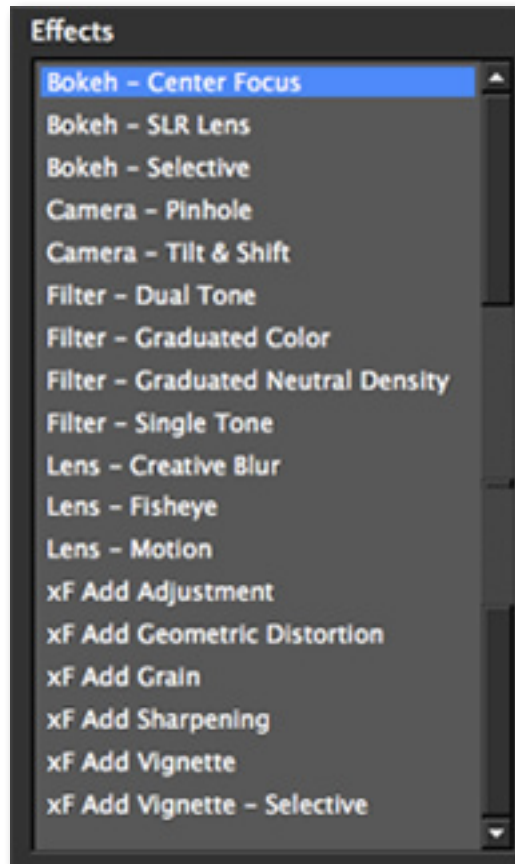 Effects
Bokeh – Center Focus
Bokeh – SLR Lens
Bokeh – Selective
Camera – Pinhole
Camera – Tilt & Shift
Filter – Dual Tone
Filter – Graduated Color
Filter – Graduated Neutral Density
Filter – Single Tone
Lens – Creative Blur
Lens – Fisheye
Lens – Motion
xF Add Adjustment
xF Add Geometric Distortion
xF Add Grain
xF Add Sharpening
xF Add Vignette
xF Add Vignette – Selective